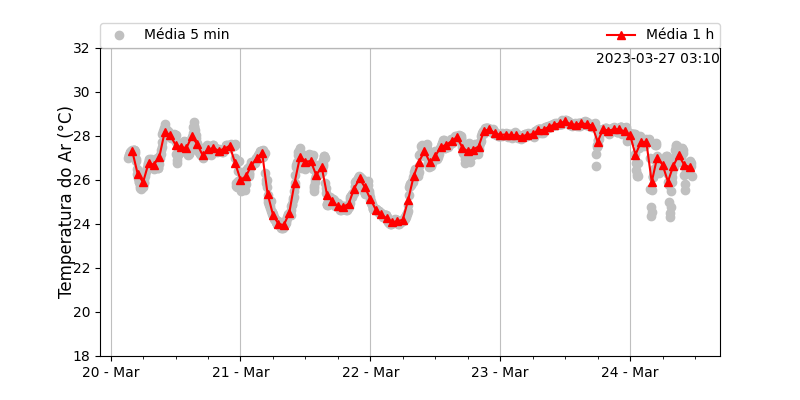 Média 5 min
Média 1 h
2023-03-27 03:10
Temperatura do Ar (°C)
32
30
28
26
24
22
20
18
20 - Mar
21 - Mar
22 - Mar
23 - Mar
24 - Mar